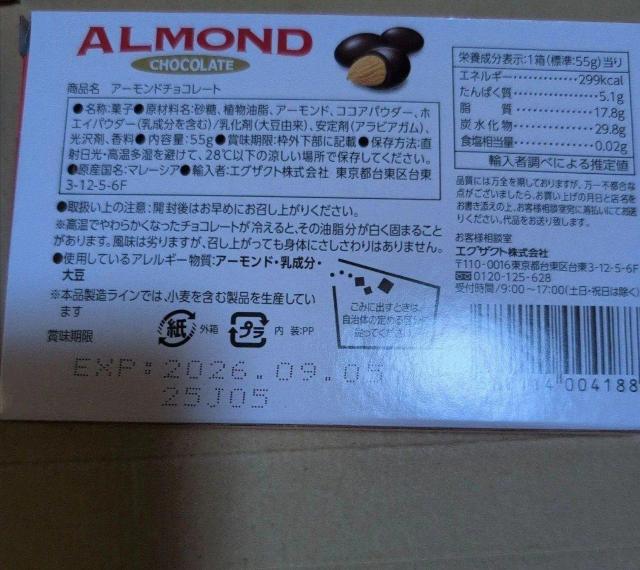 ALMOND
CHOCOLATE
商品名 アーモンドチョコレート
●名称:菓子●原材料名:砂糖、植物油脂、アーモンド、ココアパウダー、ホ
エイパウダー(乳成分を含む)/乳化剤(大豆由来)、安定剤(アラビアガム)、
光沢剤、香料●内容量:55g●賞味期限:枠外下部に記載●保存方法:直
射日光・高温多湿を避けて、28℃以下の涼しい場所で保存してください。
●原産国名:マレーシア●輸入者:エグザクト株式会社 東京都台東区台東
3-12-5-6F
●取扱い上の注意:開封後はお早めにお召し上がりください。
※高温でやわらかくなったチョコレートが冷えると、その油脂分が白く固まること
があります。風味は劣りますが、召し上がっても身体にさしさわりありません。
●使用しているアレルギー物質:アーモンド・乳成分・
大豆
※本品製造ラインでは、小麦を含む製品を生産してい
ます
賞味期限
紙 外箱 プラ 内装:PP
ごみに出すときは、
自治体の定める区分に
従ってください
EXP:2026.09.05
25J05
栄養成分表示:1箱(標準:55g)当り
エネルギー・・・・・・・・・・299kcal
たんぱく質・・・・・・・・・・5.1g
脂質・・・・・・・・・・17.8g
炭水化物・・・・・・・・・・29.8g
食塩相当量・・・・・・・・・・0.02g
輸入者調べによる推定値
品質には万全を期しておりますが、万一不都合な
点がございましたら、お買い上げの月日と店名を
お書き添えの上、お客様相談室宛に着払いにてお送
りください。代品をお送り致します。
お客様相談室
エグザクト株式会社
〒110-0016東京都台東区台東3-12-5-6F
0120-125-628
受付時間/9:00~17:00(土日・祝日は除く)
004188